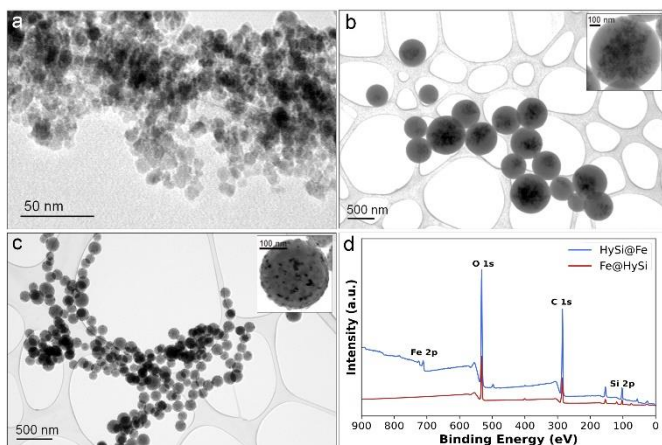 a
50 nm
b
100 nm
500 nm
c
100 nm
500 nm
d
HySi@Fe
Fe@HySi
O 1s
C 1s
Fe 2p
Si 2p
Intensity (a.u.)
900 800 700 600 500 400 300 200 100 0
Binding Energy (eV)